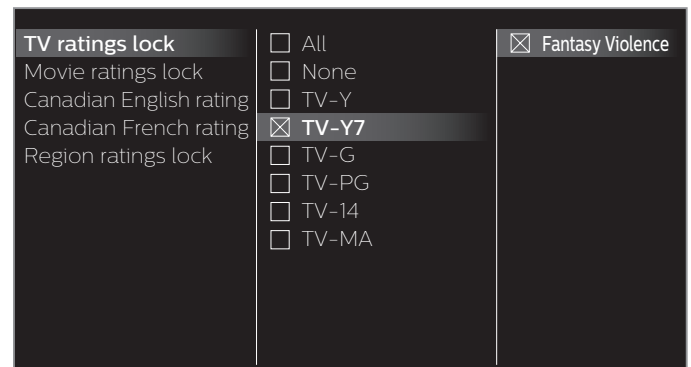 TV ratings lock
Movie ratings lock
Canadian English rating
Canadian French rating
Region ratings lock
All
None
TV-Y
TV-Y7
TV-G
TV-PG
TV-14
TV-MA
Fantasy Violence